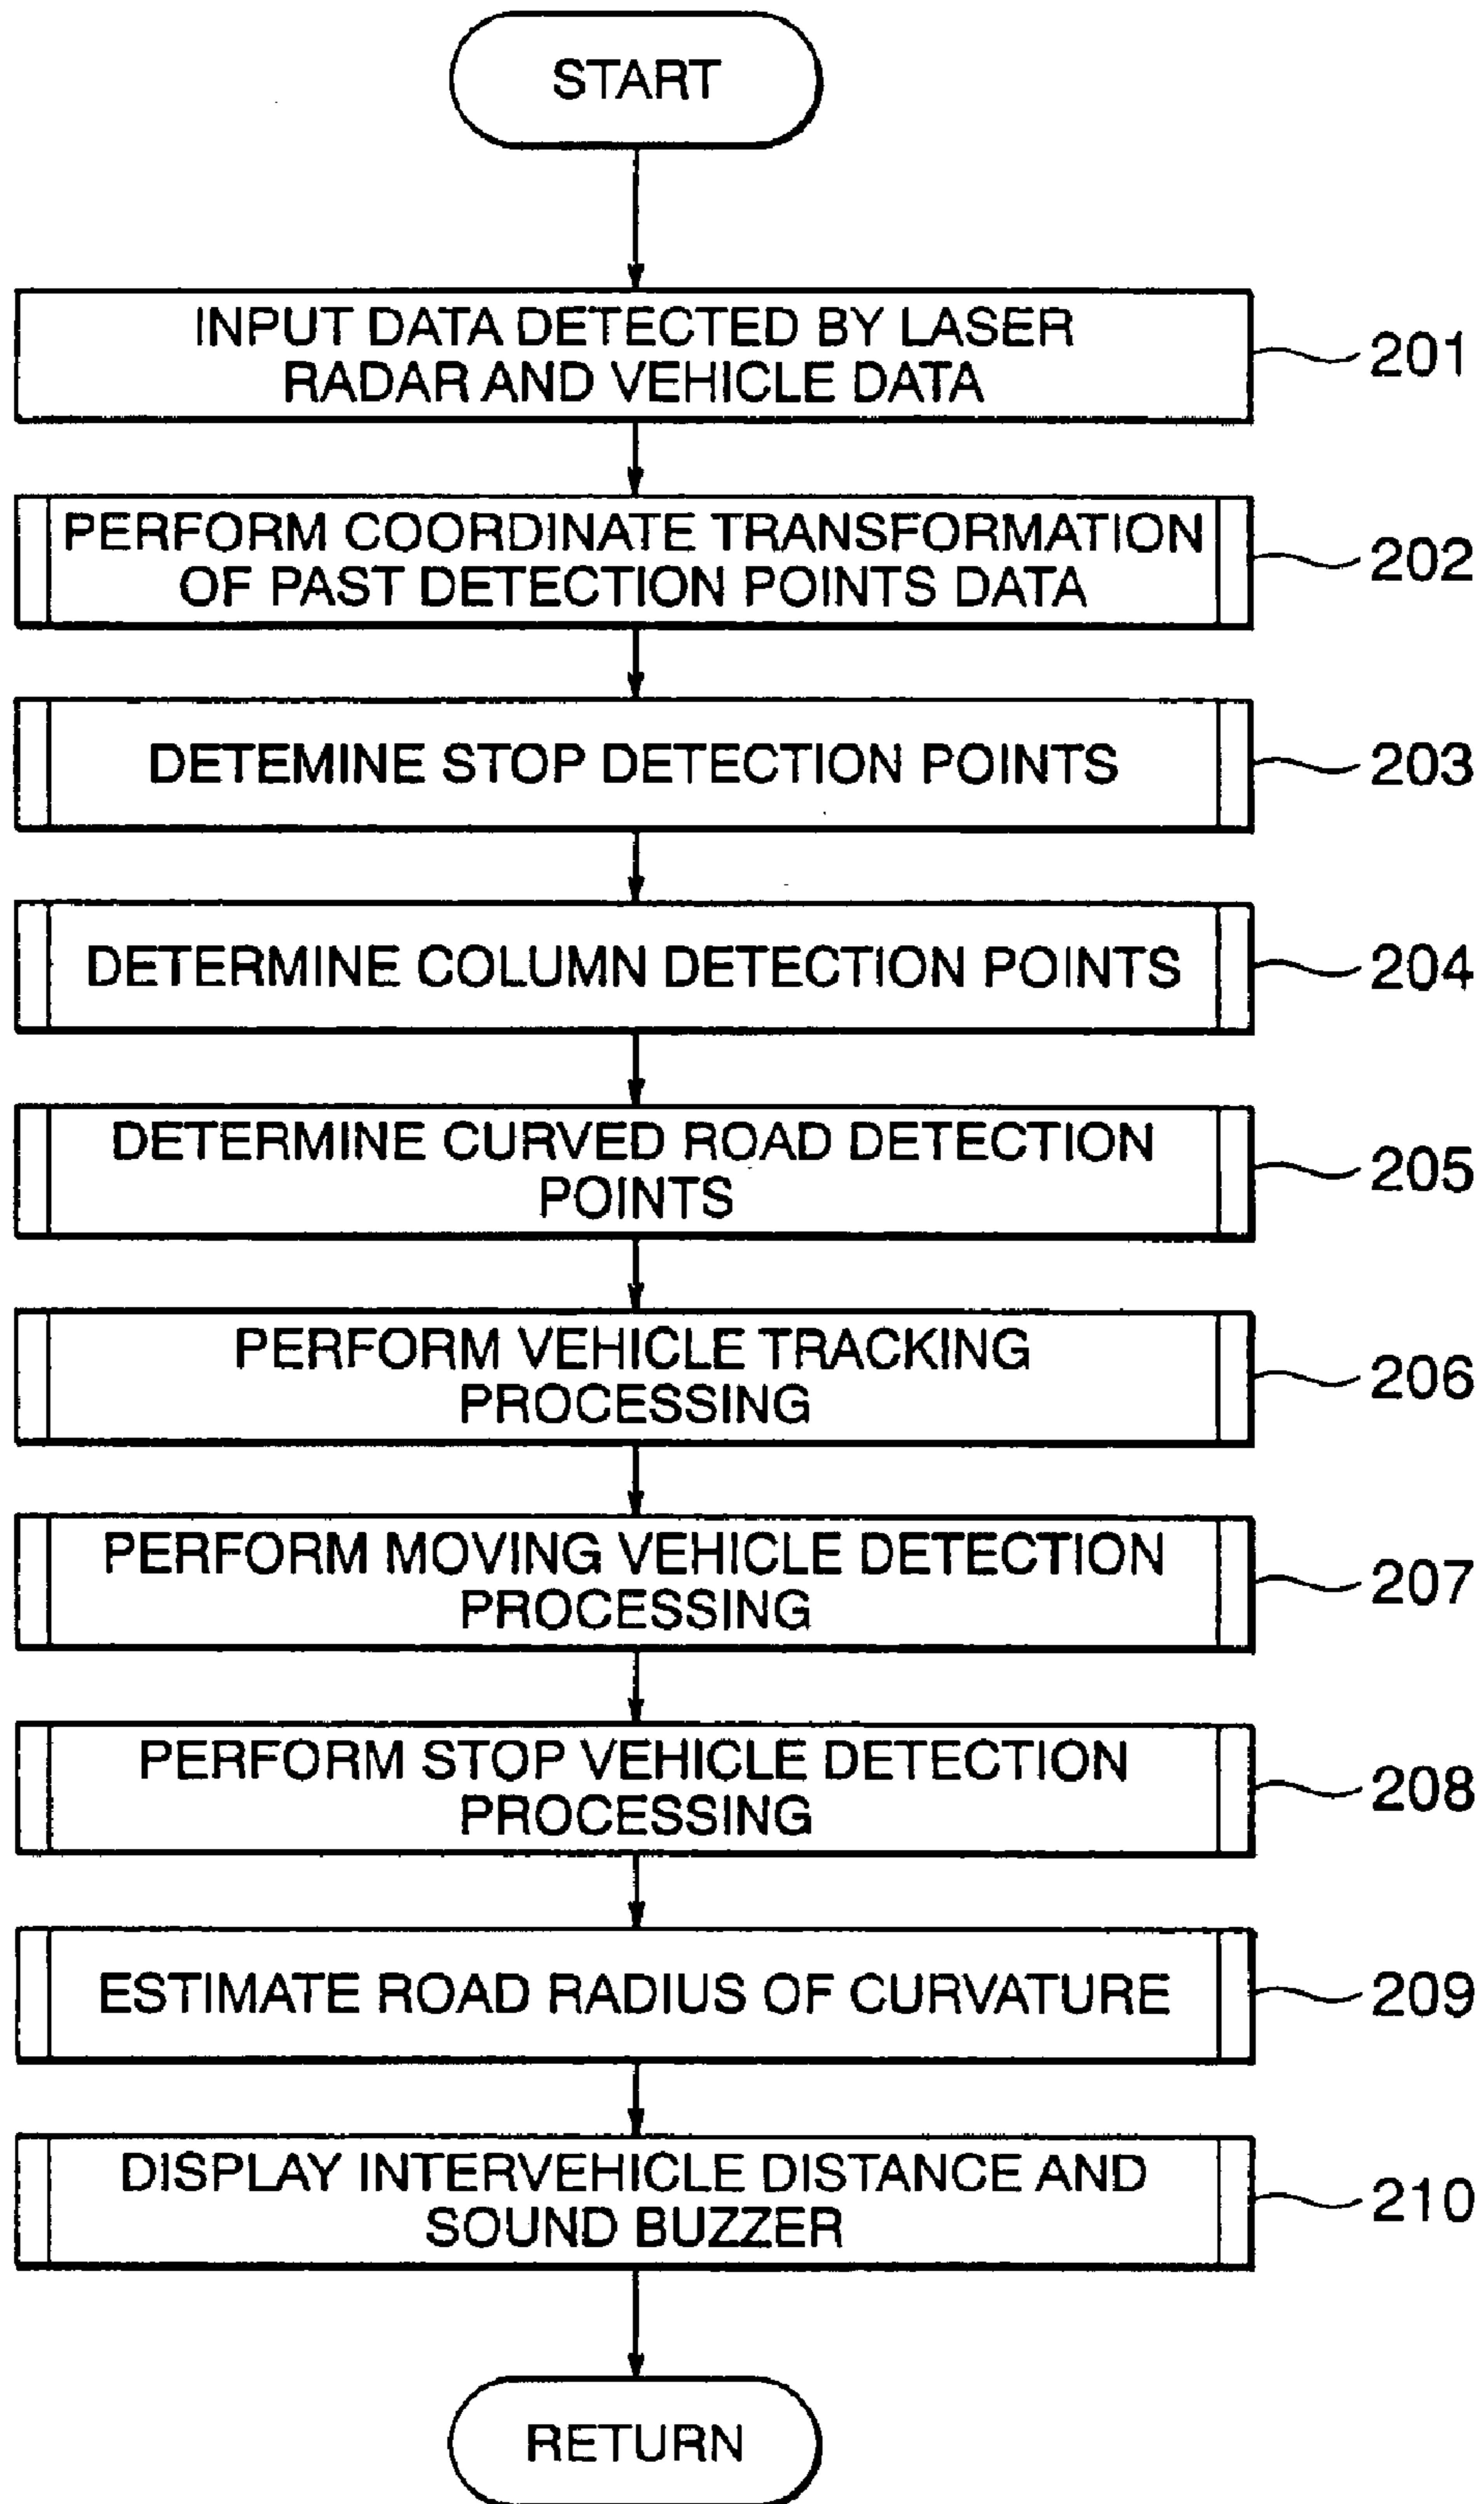 START
INPUT DATA DETECTED BY LASER
RADAR AND VEHICLE DATA
201
PERFORM COORDINATE TRANSFORMATION
OF PAST DETECTION POINTS DATA
202
DETEMINE STOP DETECTION POINTS
203
DETERMINE COLUMN DETECTION POINTS
204
DETERMINE CURVED ROAD DETECTION
POINTS
205
PERFORM VEHICLE TRACKING
PROCESSING
206
PERFORM MOVING VEHICLE DETECTION
PROCESSING
207
PERFORM STOP VEHICLE DETECTION
PROCESSING
208
ESTIMATE ROAD RADIUS OF CURVATURE
209
DISPLAY INTERVEHICLE DISTANCE AND
SOUND BUZZER
210
RETURN